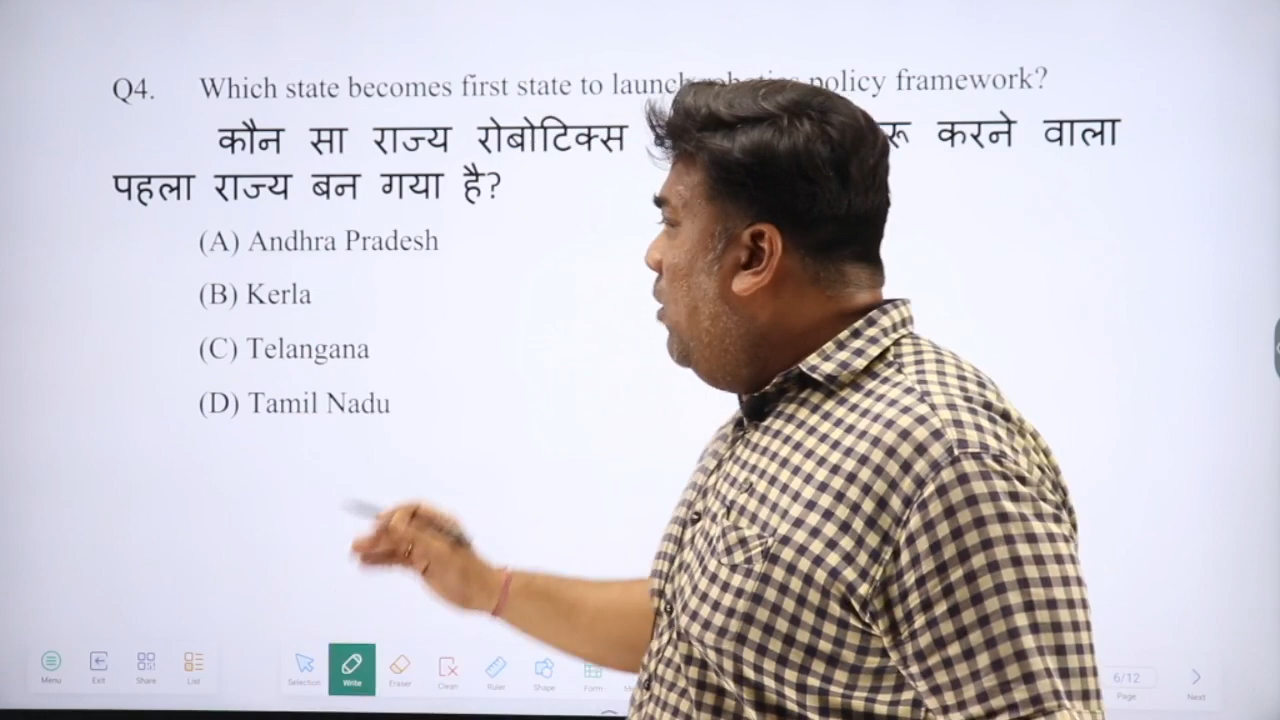 Q4. Which state becomes first state to launch policy framework?
कौन सा राज्य रोबोटिक्स करने वाला
पहला राज्य बन गया है?
(A) Andhra Pradesh
(B) Kerla
(C) Telangana
(D) Tamil Nadu
Menu Exit Share List Selection Write Eraser Clean Ruler Shape Form 6/12 Page Next